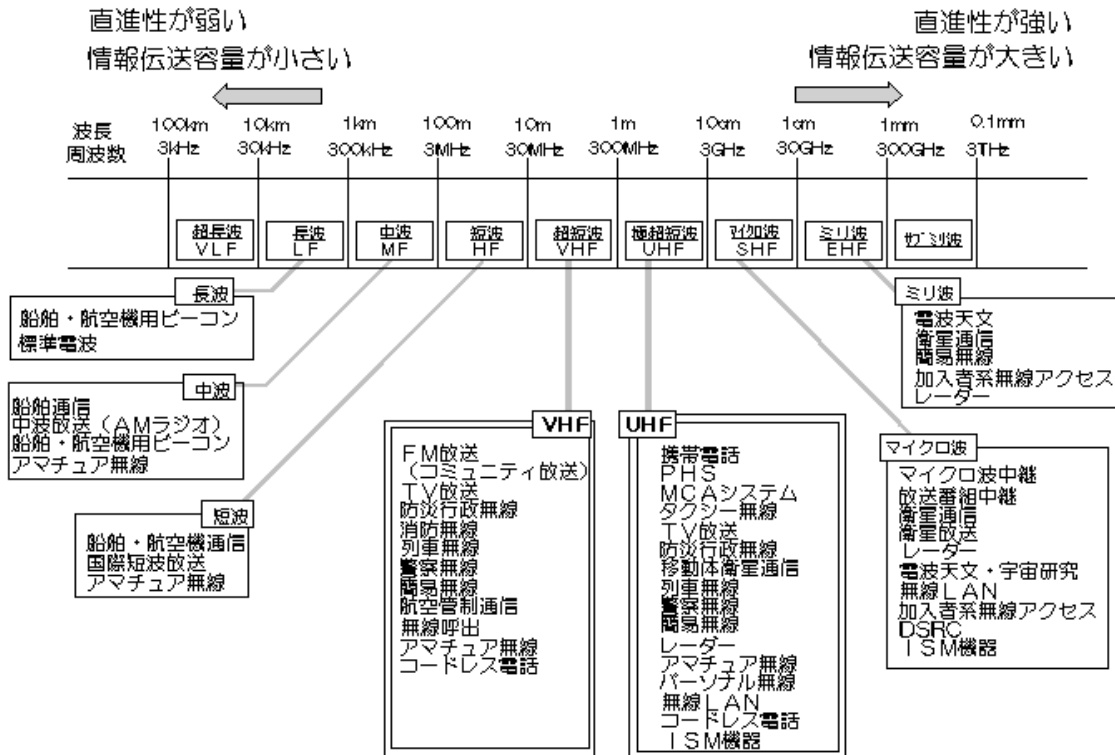 直進性が弱い
情報伝送容量が小さい
直進性が強い
情報伝送容量が大きい
波長 100km 10km 1km 100m 10m 1m 10cm 1cm 1mm 0.1mm
周波数 3kHz 30kHz 300kHz 3MHz 30MHz 300MHz 3GHz 30GHz 300GHz 3THz
超長波 長波 中波 短波 超短波 極超短波 マイクロ波 ミリ波 サブミリ波
VLF LF MF HF VHF UHF SHF EHF
長波
船舶・航空機用ビーコン
標準電波
中波
船舶通信
中波放送(AMラジオ)
船舶・航空機用ビーコン
アマチュア無線
短波
船舶・航空機通信
国際短波放送
アマチュア無線
VHF
FM放送
(コミュニティ放送)
TV放送
防災行政無線
消防無線
列車無線
警察無線
簡易無線
航空管制通信
無線呼出
アマチュア無線
コードレス電話
UHF
携帯電話
PHS
MCAシステム
タクシー無線
TV放送
防災行政無線
移動体衛星通信
列車無線
警察無線
簡易無線
レーダー
アマチュア無線
パーソナル無線
無線LAN
コードレス電話
ISM機器
ミリ波
電波天文
衛星通信
簡易無線
加入者系無線アクセス
レーダー
マイクロ波
マイクロ波中継
放送番組中継
衛星通信
衛星放送
レーダー
電波天文・宇宙研究
無線LAN
加入者系無線アクセス
DSRC
ISM機器